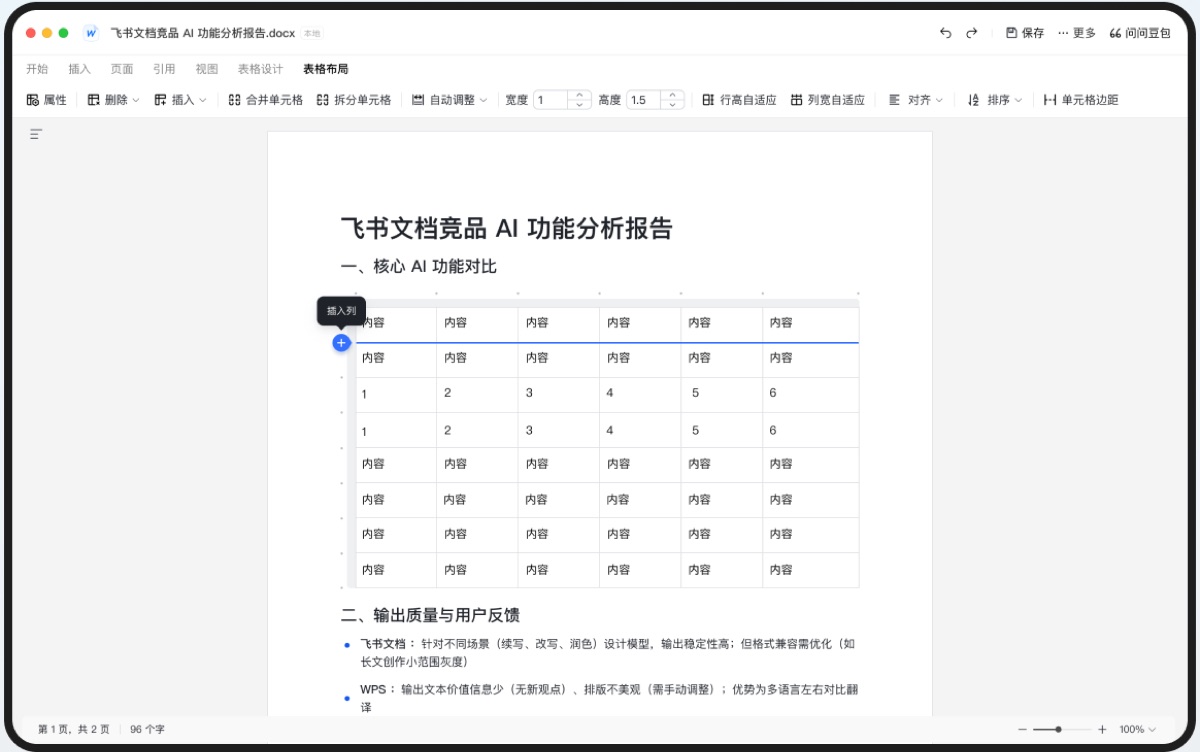 W 飞书文档竞品 AI 功能分析报告.docx 本地 保存 ··· 更多 问问豆包
开始 插入 页面 引用 视图 表格设计 表格布局
属性 删除 插入 合并单元格 拆分单元格 自动调整 宽度 1 高度 1.5 行高自适应 列宽自适应 对齐 排序 单元格边距
飞书文档竞品 AI 功能分析报告
一、核心 AI 功能对比
插入列
内容 内容 内容 内容 内容 内容
内容 内容 内容 内容 内容 内容
1 2 3 4 5 6
1 2 3 4 5 6
内容 内容 内容 内容 内容 内容
内容 内容 内容 内容 内容 内容
内容 内容 内容 内容 内容 内容
内容 内容 内容 内容 内容 内容
二、输出质量与用户反馈
飞书文档： 针对不同场景（续写、改写、润色）设计模型，输出稳定性高；但格式兼容需优化（如
长文创作小范围灰度）
WPS： 输出文本价值信息少（无新观点）、排版不美观（需手动调整）；优势为多语言左右对比翻
译
第 1 页，共 2 页 96 个字 100%